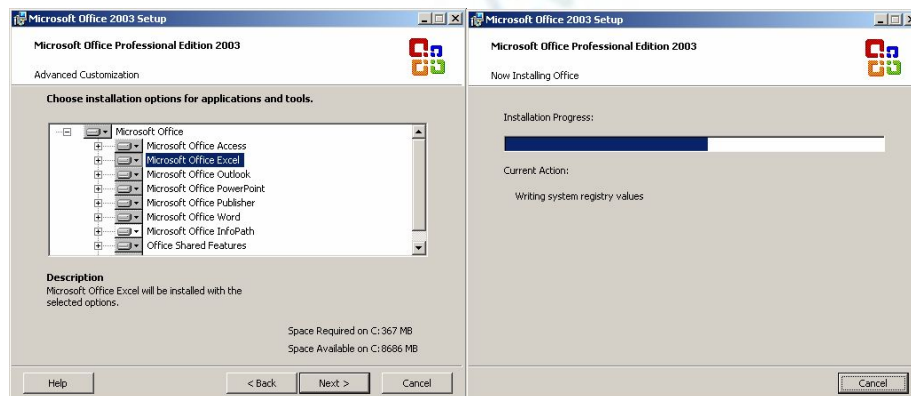 Microsoft Office 2003 Setup
Microsoft Office Professional Edition 2003
Advanced Customization
Choose installation options for applications and tools.
Microsoft Office
Microsoft Office Access
Microsoft Office Excel
Microsoft Office Outlook
Microsoft Office PowerPoint
Microsoft Office Publisher
Microsoft Office Word
Microsoft Office InfoPath
Office Shared Features
Description
Microsoft Office Excel will be installed with the
selected options.
Space Required on C: 367 MB
Space Available on C: 8686 MB
Help
< Back
Next >
Cancel
Microsoft Office 2003 Setup
Microsoft Office Professional Edition 2003
Now Installing Office
Installation Progress:
Current Action:
Writing system registry values
Cancel